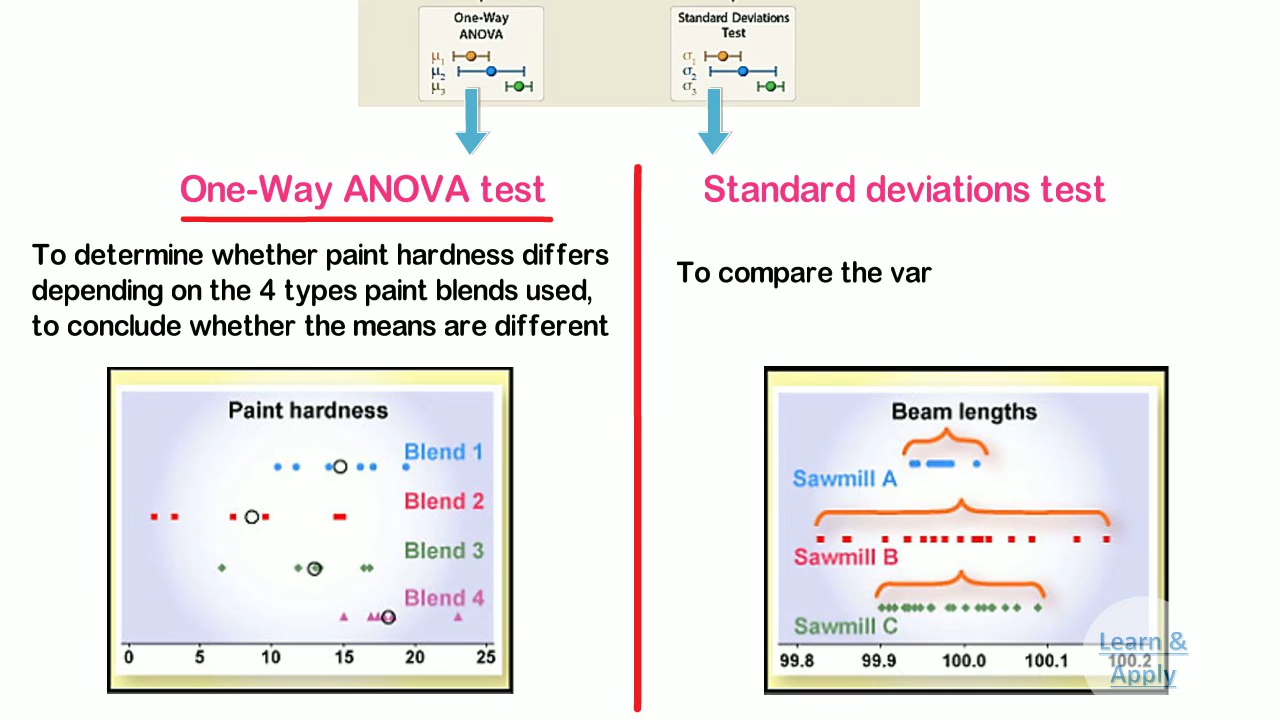 One-Way
ANOVA
μ1
μ2
μ3
Standard Deviations
Test
σ1
σ2
σ3
One-Way ANOVA test
To determine whether paint hardness differs
depending on the 4 types paint blends used,
to conclude whether the means are different
Paint hardness
Blend 1
Blend 2
Blend 3
Blend 4
0 5 10 15 20 25
Standard deviations test
To compare the var
Beam lengths
Sawmill A
Sawmill B
Sawmill C
99.8 99.9 100.0 100.1 100.2
Learn &
Apply